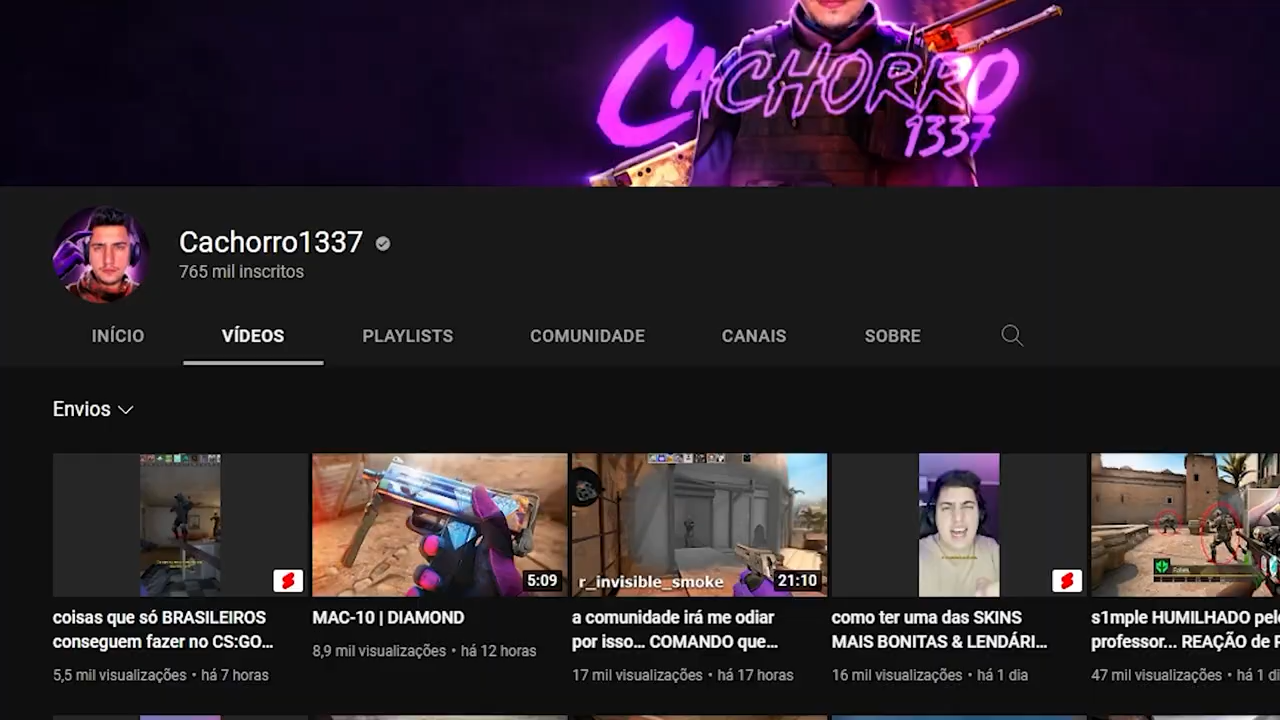 CACHORRO
1337
Cachorro1337
765 mil inscritos
INÍCIO VÍDEOS PLAYLISTS COMUNIDADE CANAIS SOBRE
Envios
5:09
r_invisible_smoke
21:10
coisas que só BRASILEIROS
conseguem fazer no CS:GO...
5,5 mil visualizações • há 7 horas
MAC-10 | DIAMOND
8,9 mil visualizações • há 12 horas
a comunidade irá me odiar
por isso... COMANDO que...
17 mil visualizações • há 17 horas
como ter uma das SKINS
MAIS BONITAS & LENDÁRI...
16 mil visualizações • há 1 dia
s1mple HUMILHADO pel
professor... REAÇÃO de
47 mil visualizações • há 1 di